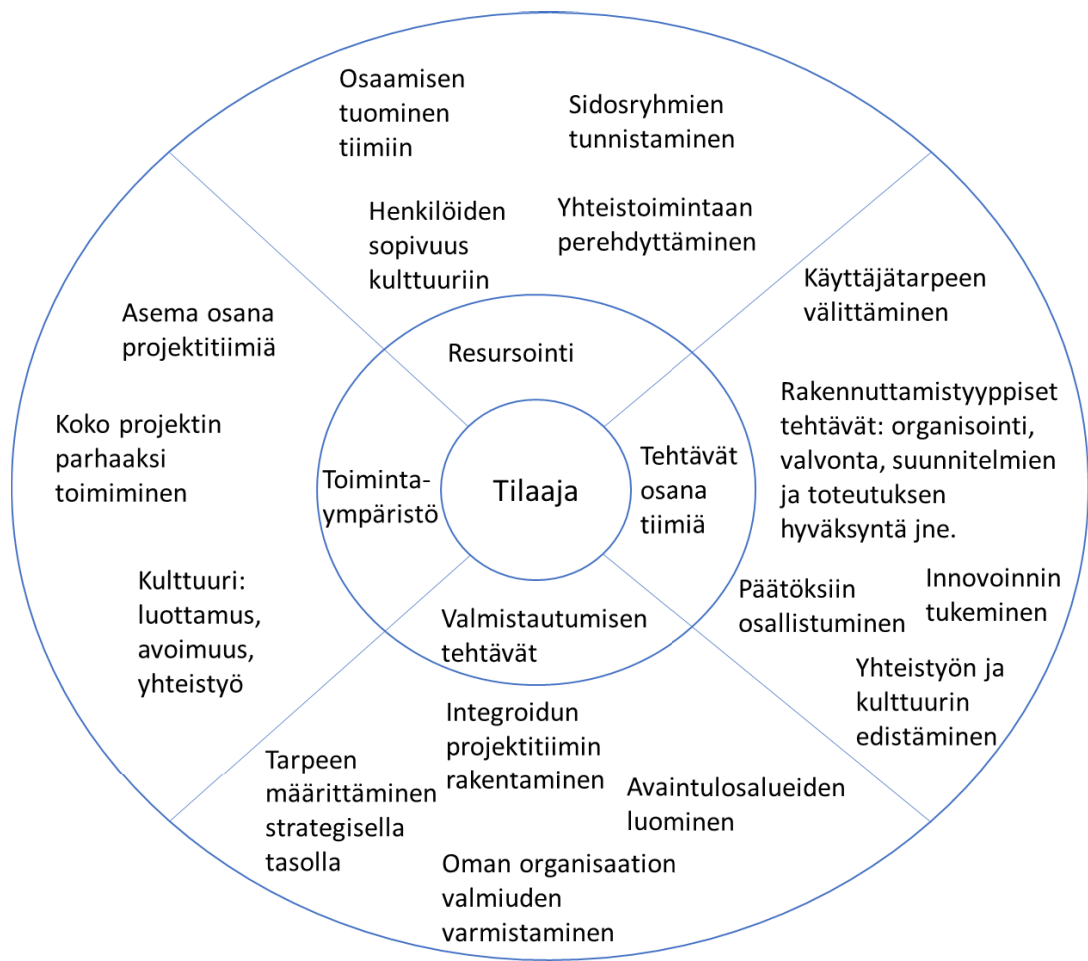 Osaamisen
tuominen
tiimiin
Sidosryhmien
tunnistaminen
Henkilöiden
sopivuus
kulttuuriin
Yhteistoimintaan
perehdyttäminen
Käyttäjätarpeen
välittäminen
Asema osana
projektitiimiä
Resursointi
Rakennuttamistyyppiset
tehtävät: organisointi,
valvonta, suunnitelmien
ja toteutuksen
hyväksyntä jne.
Koko projektin
parhaaksi
toimiminen
Toiminta-
ympäristö
Tilaaja
Tehtävät
osana
tiimiä
Kulttuuri:
luottamus,
avoimuus,
yhteistyö
Valmistautumisen
tehtävät
Päätöksiin
osallistuminen
Innovoinnin
tukeminen
Yhteistyön ja
kulttuurin
edistäminen
Tarpeen
määrittäminen
strategisella
tasolla
Integroidun
projektitiimin
rakentaminen
Avaintulosalueiden
luominen
Oman organisaation
valmiuden
varmistaminen